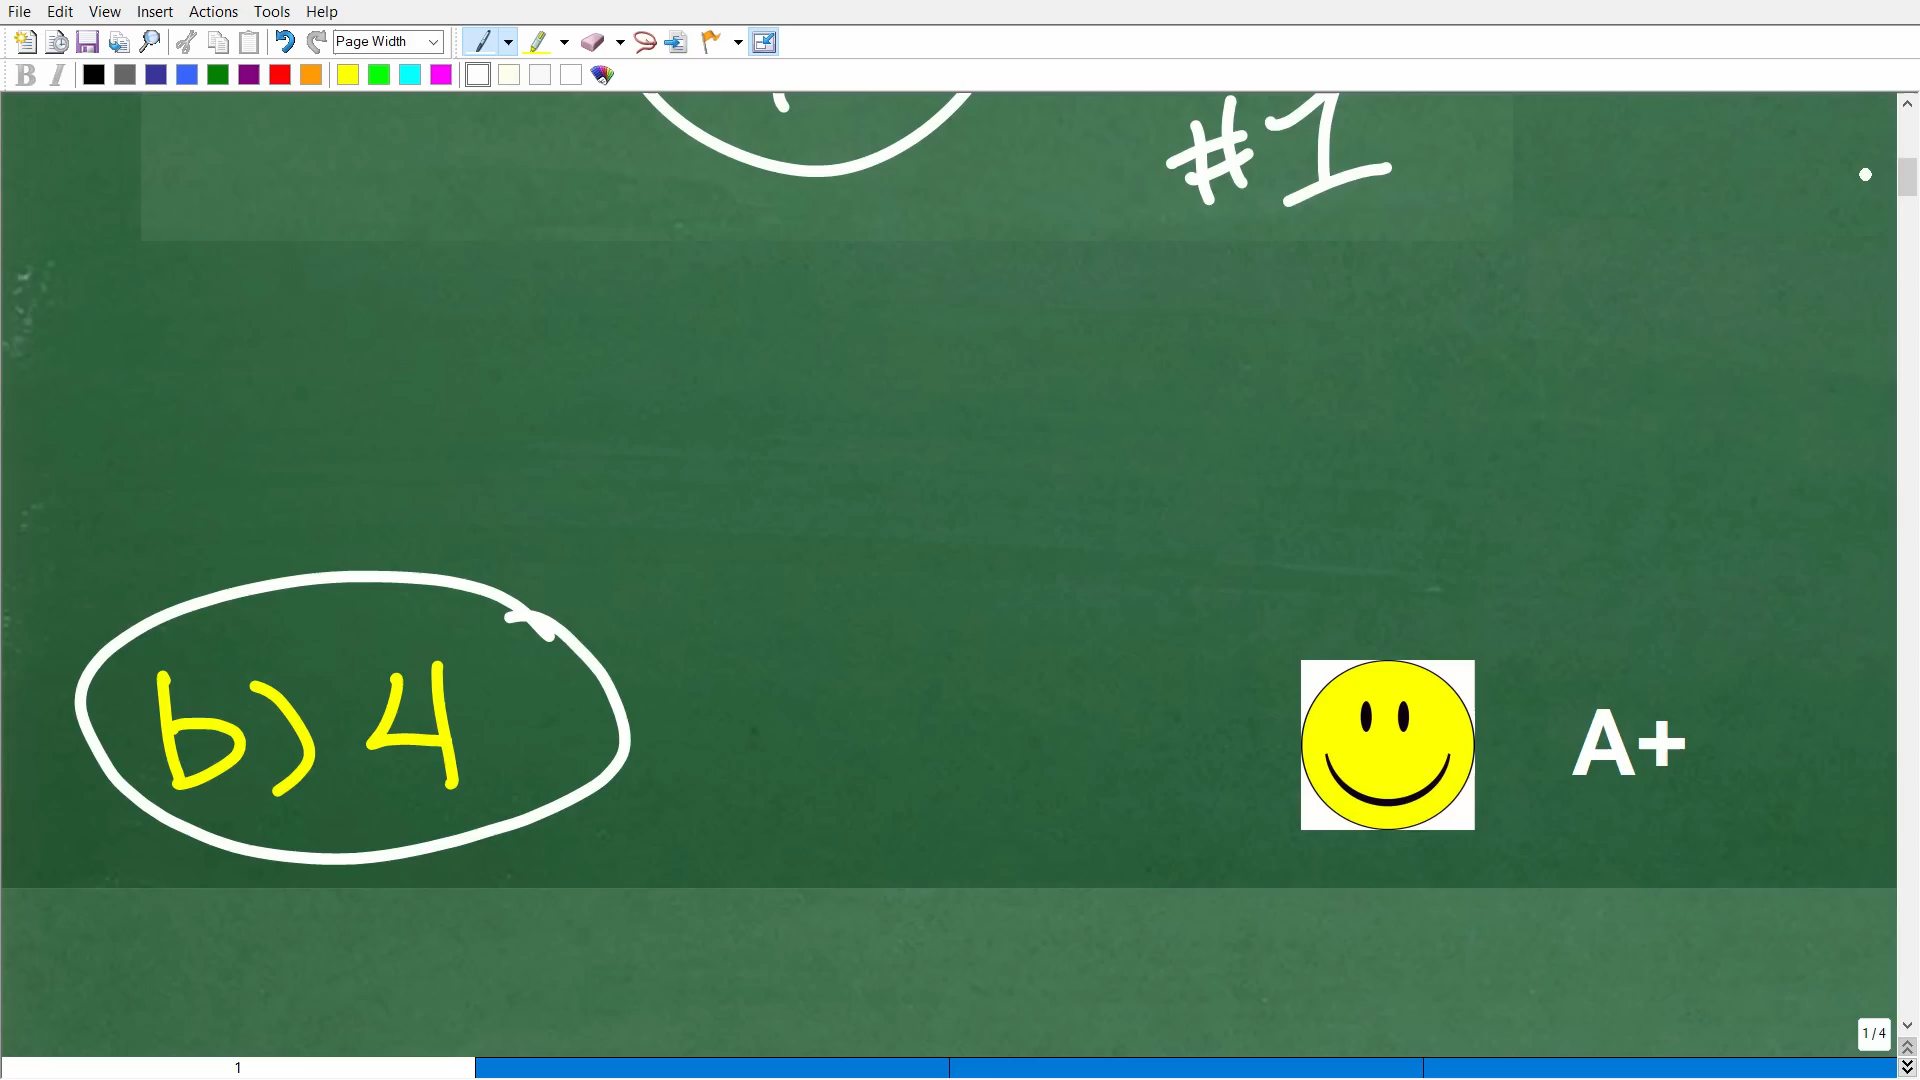 File Edit View Insert Actions Tools Help
Page Width
B I
#1
b) 4
A+
1 / 4
1